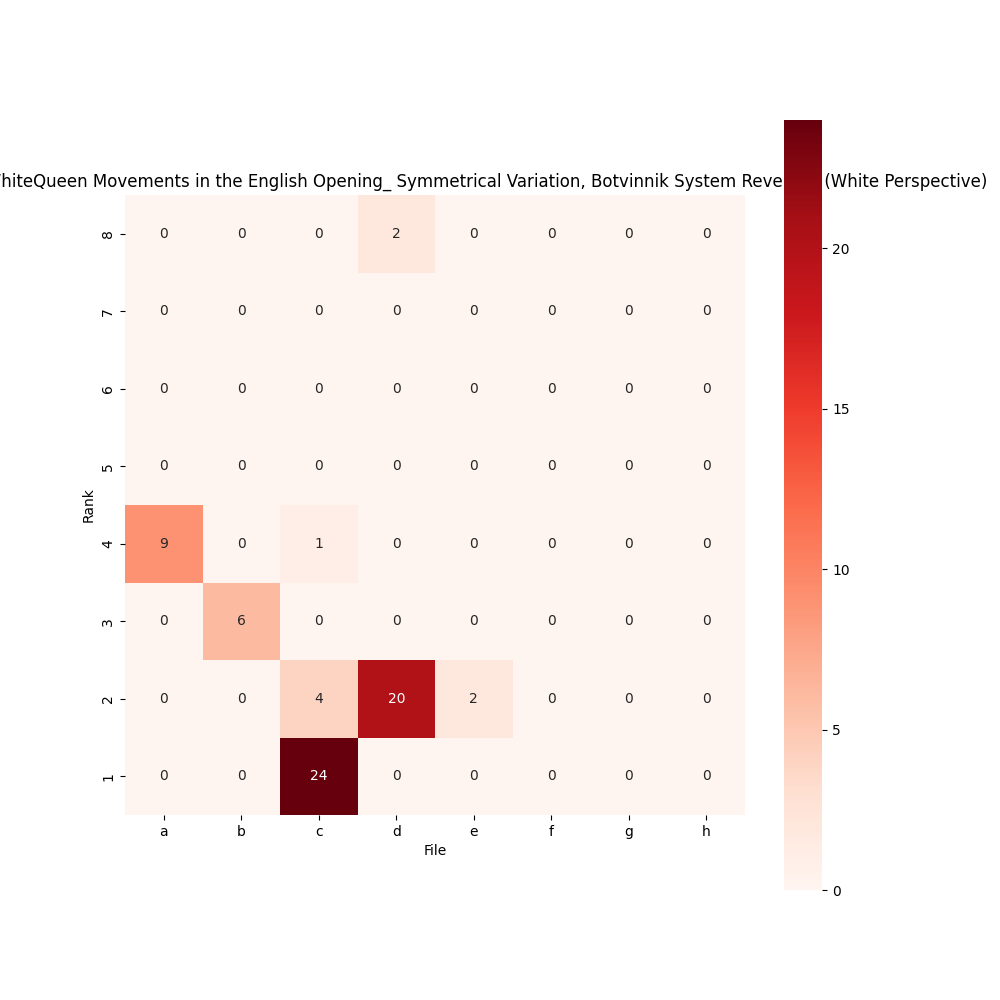 Queen Movements in the English Opening_ Symmetrical Variation, Botvinnik System (White Perspective)
8 0 0 0 2 0 0 0 0
7 0 0 0 0 0 0 0 0
6 0 0 0 0 0 0 0 0
5 0 0 0 0 0 0 0 0
4 9 0 1 0 0 0 0 0
3 0 6 0 0 0 0 0 0
2 0 0 4 20 2 0 0 0
1 0 0 24 0 0 0 0 0
a b c d e f g h
File
Rank
20
15
10
5
0